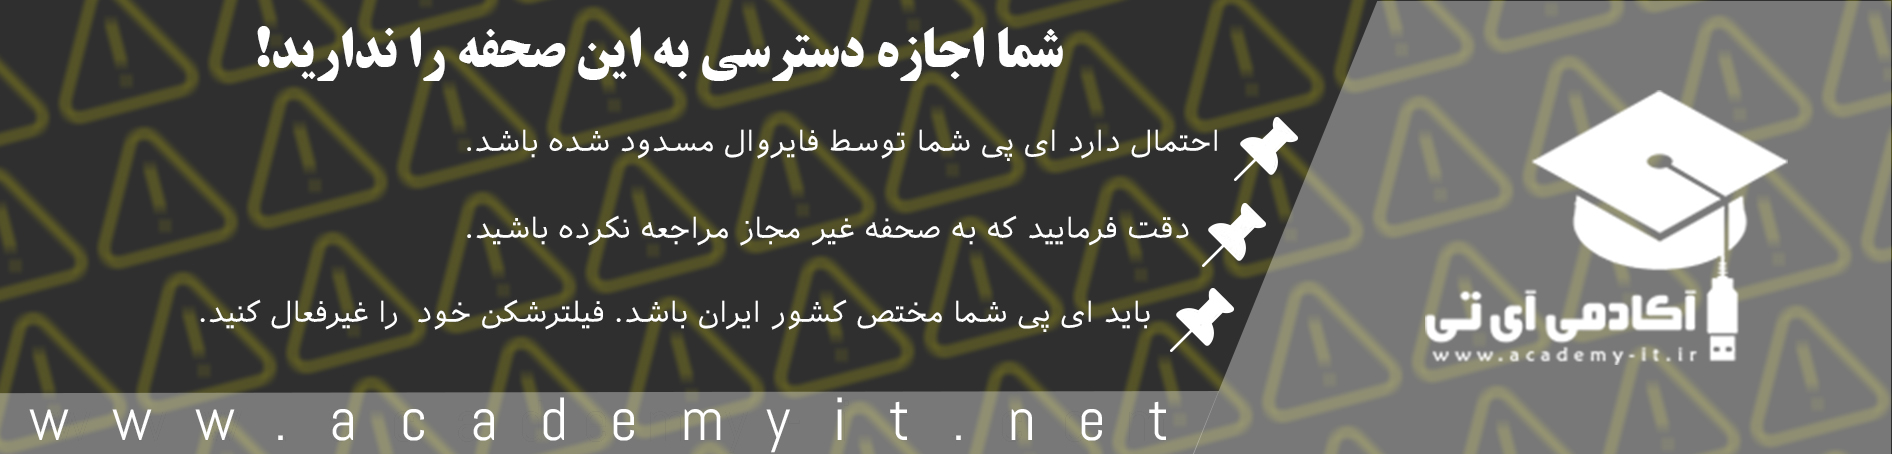 شما اجازه دسترسی به این صحفه را ندارید!
احتمال دارد ای پی شما توسط فایروال مسدود شده باشد.
دقت فرمایید که به صحفه غیر مجاز مراجعه نکرده باشید.
باید ای پی شما مختص کشور ایران باشد. فیلترشکن خود را غیرفعال کنید.
آکادمی آی تی
www.academy-it.ir
www.academyit.net